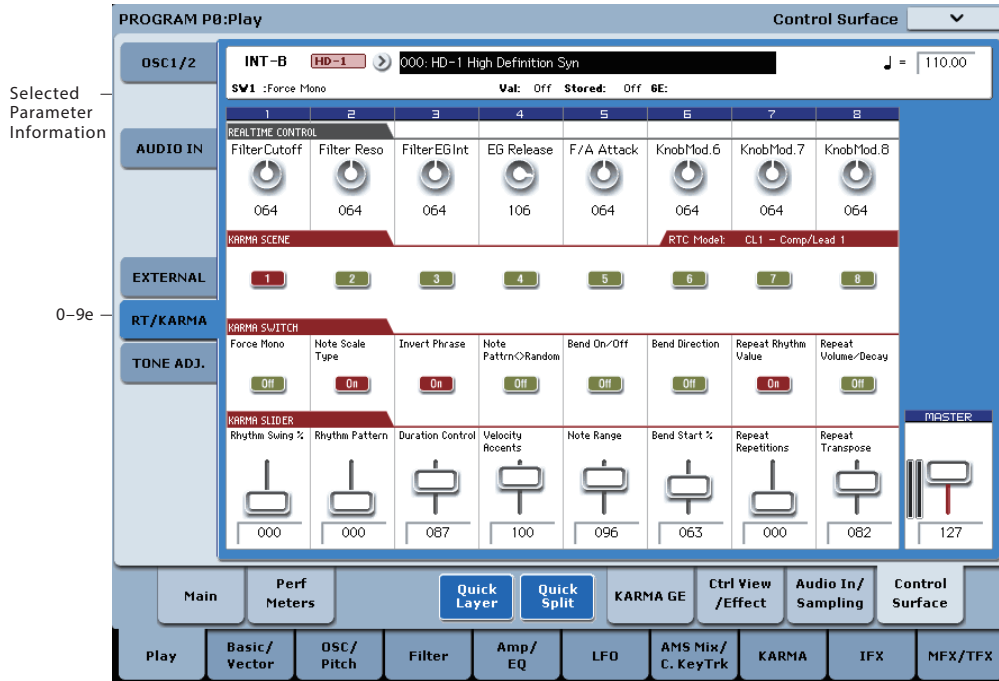 PROGRAM P0:Play
Control Surface
Selected
Parameter
Information
OSC1/2
AUDIO IN
EXTERNAL
0–9e
RT/KARMA
TONE ADJ.
INT-B HD-1 000: HD-1 High Definition Syn ♩ = 110.00
SW1 :Force Mono Val: Off Stored: Off GE:
1 2 3 4 5 6 7 8
REALTIME CONTROL
FilterCutoff Filter Reso FilterEGInt EG Release F/A Attack KnobMod.6 KnobMod.7 KnobMod.8
064 064 064 106 064 064 064 064
KARMA SCENE RTC Model: CL1 - Comp/Lead 1
1 2 3 4 5 6 7 8
KARMA SWITCH
Force Mono Note Scale Invert Phrase Note Bend On/Off Bend Direction Repeat Rhythm Repeat
Type Pattrn<>Random Value Volume/Decay
Off On On Off Off Off On Off
KARMA SLIDER
MASTER
Rhythm Swing % Rhythm Pattern Duration Control Velocity Note Range Bend Start % Repeat Repeat
Accents Repetitions Transpose
000 000 087 100 096 063 000 082 127
Main Perf Quick Quick KARMA GE Ctrl View Audio In/ Control
Meters Layer Split /Effect Sampling Surface
Play Basic/ OSC/ Filter Amp/ LFO AMS Mix/ KARMA IFX MFX/TFX
Vector Pitch EQ C. KeyTrk